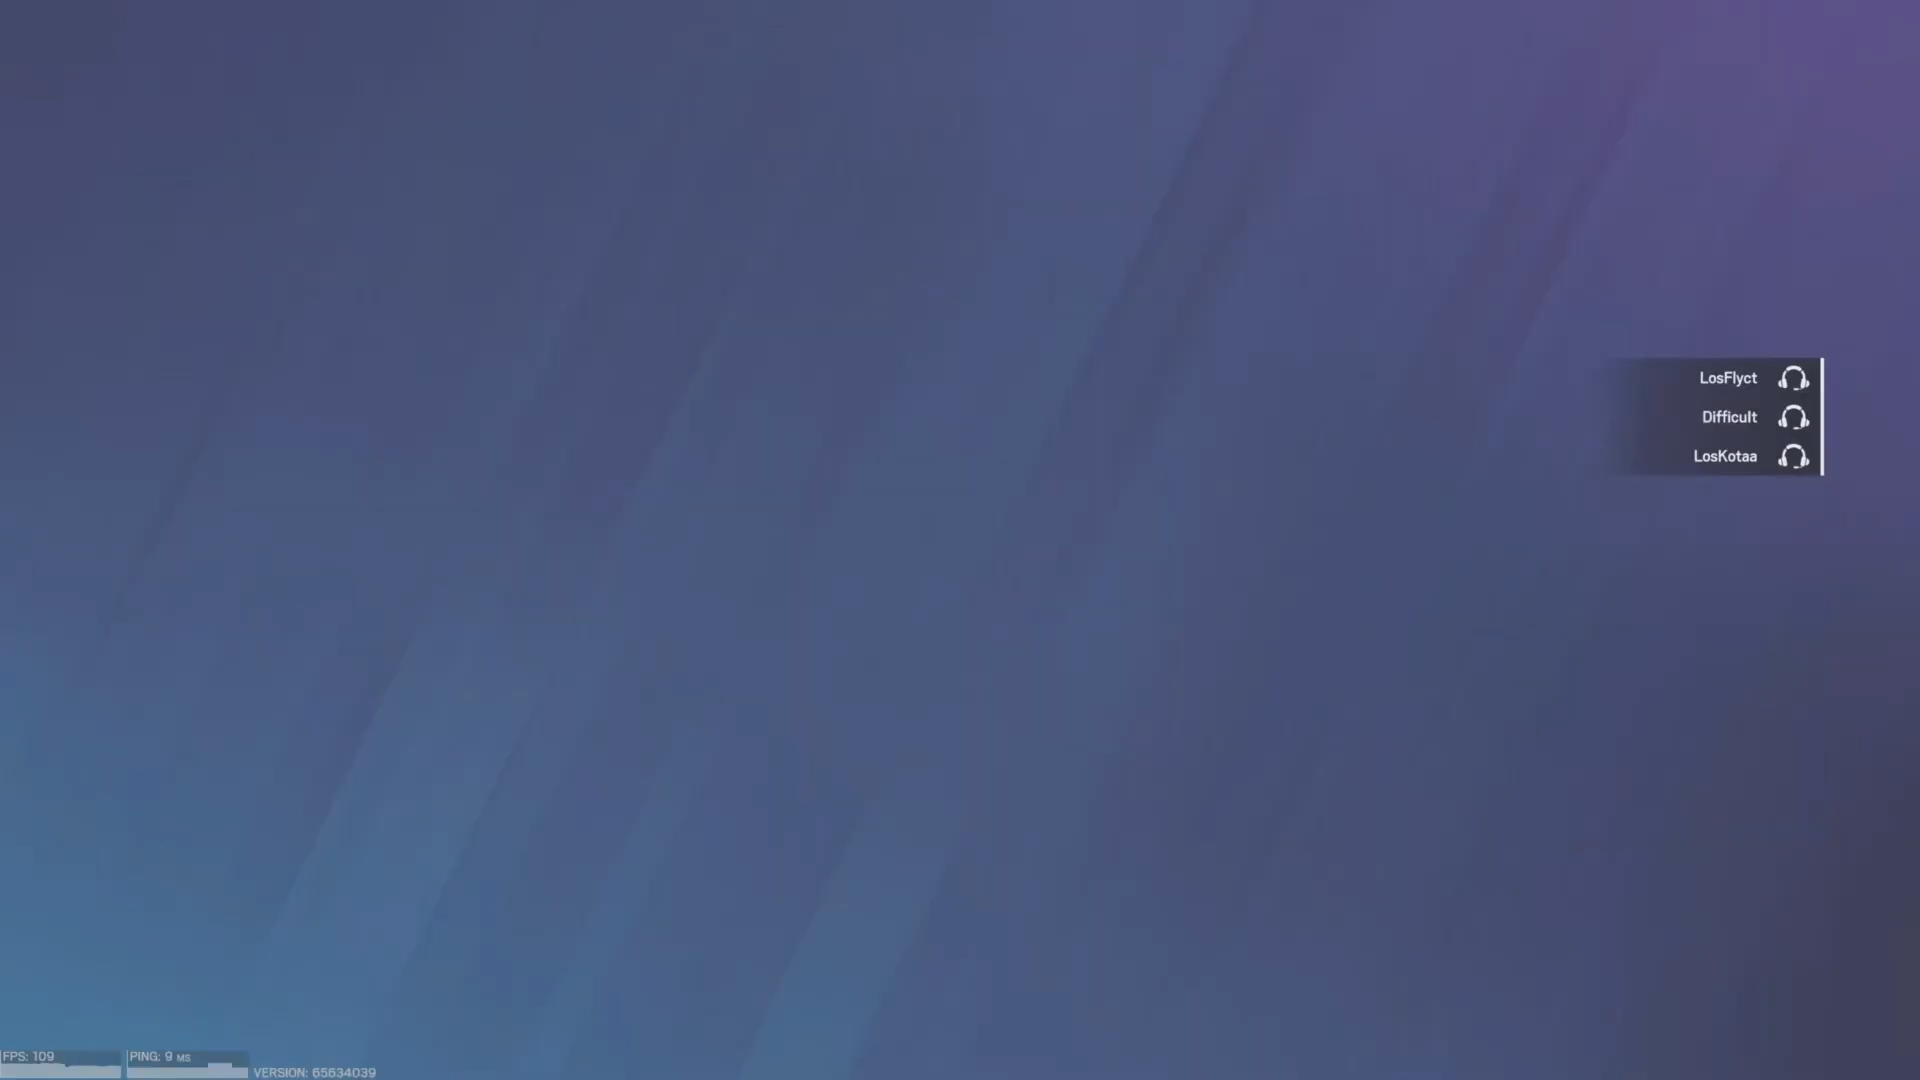 LosFlyct
Difficult
LosKotaa
FPS: 109
PING: 9 MS
VERSION: 65634039